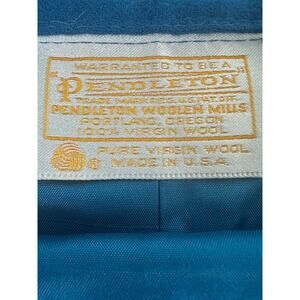 WARRANTED TO BE A
"PENDLETON"
TRADE MARK REG. U.S. PAT. OFF.
PENDLETON WOOLEN MILLS
PORTLAND, OREGON
100% VIRGIN WOOL
PURE VIRGIN WOOL
MADE IN U.S.A.